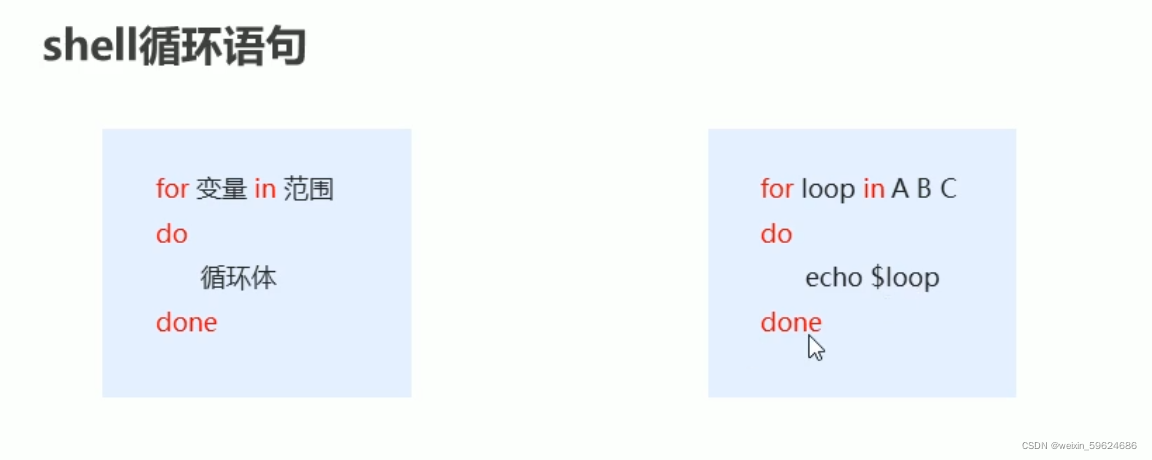 shell循环语句
for 变量 in 范围
do
循环体
done
for loop in A B C
do
echo $loop
done
CSDN @weixin_59624686